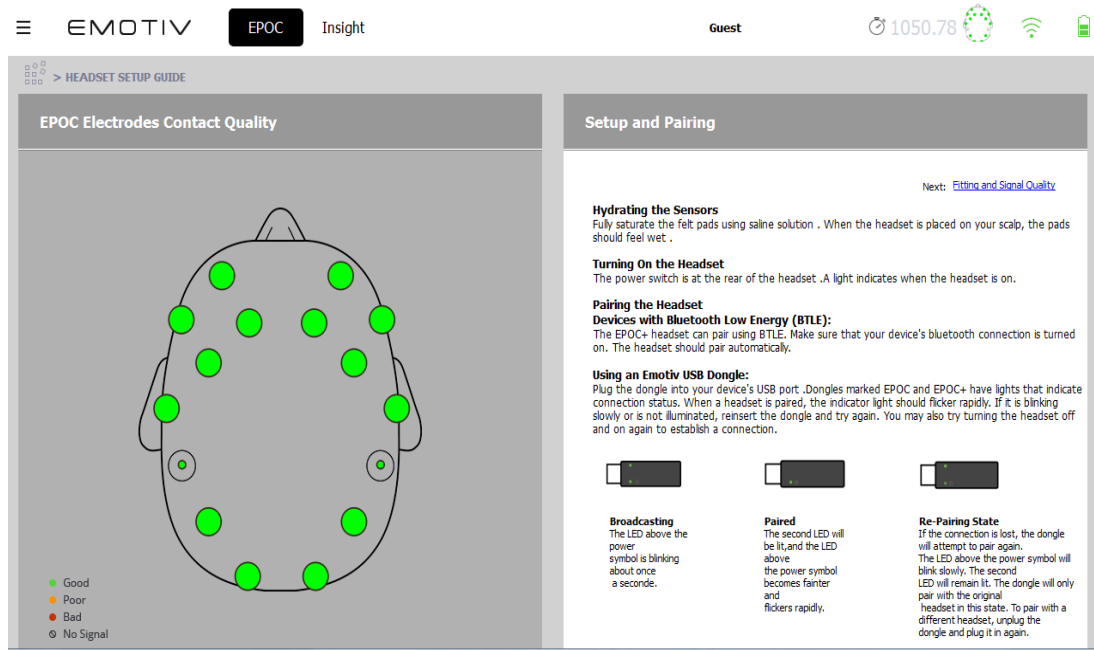 EMOTIV
EPOC
Insight
Guest
1050.78
> HEADSET SETUP GUIDE
EPOC Electrodes Contact Quality
Good
Poor
Bad
No Signal
Setup and Pairing
Next: Fitting and Signal Quality
Hydrating the Sensors
Fully saturate the felt pads using saline solution . When the headset is placed on your scalp, the pads
should feel wet .
Turning On the Headset
The power switch is at the rear of the headset .A light indicates when the headset is on.
Pairing the Headset
Devices with Bluetooth Low Energy (BTLE):
The EPOC+ headset can pair using BTLE. Make sure that your device's bluetooth connection is turned
on. The headset should pair automatically.
Using an Emotiv USB Dongle:
Plug the dongle into your device's USB port .Dongles marked EPOC and EPOC+ have lights that indicate
connection status. When a headset is paired, the indicator light should flicker rapidly. If it is blinking
slowly or is not illuminated, reinsert the dongle and try again. You may also try turning the headset off
and on again to establish a connection.
Broadcasting
The LED above the
power
symbol is blinking
about once
a seconde.
Paired
The second LED will
be lit,and the LED
above
the power symbol
becomes fainter
and
flickers rapidly.
Re-Pairing State
If the connection is lost, the dongle
will attempt to pair again.
The LED above the power symbol will
blink slowly. The second
LED will remain lit. The dongle will only
pair with the original
headset in this state. To pair with a
different headset, unplug the
dongle and plug it in again.